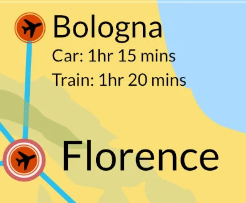 Bologna
Car: 1hr 15 mins
Train: 1hr 20 mins
Florence